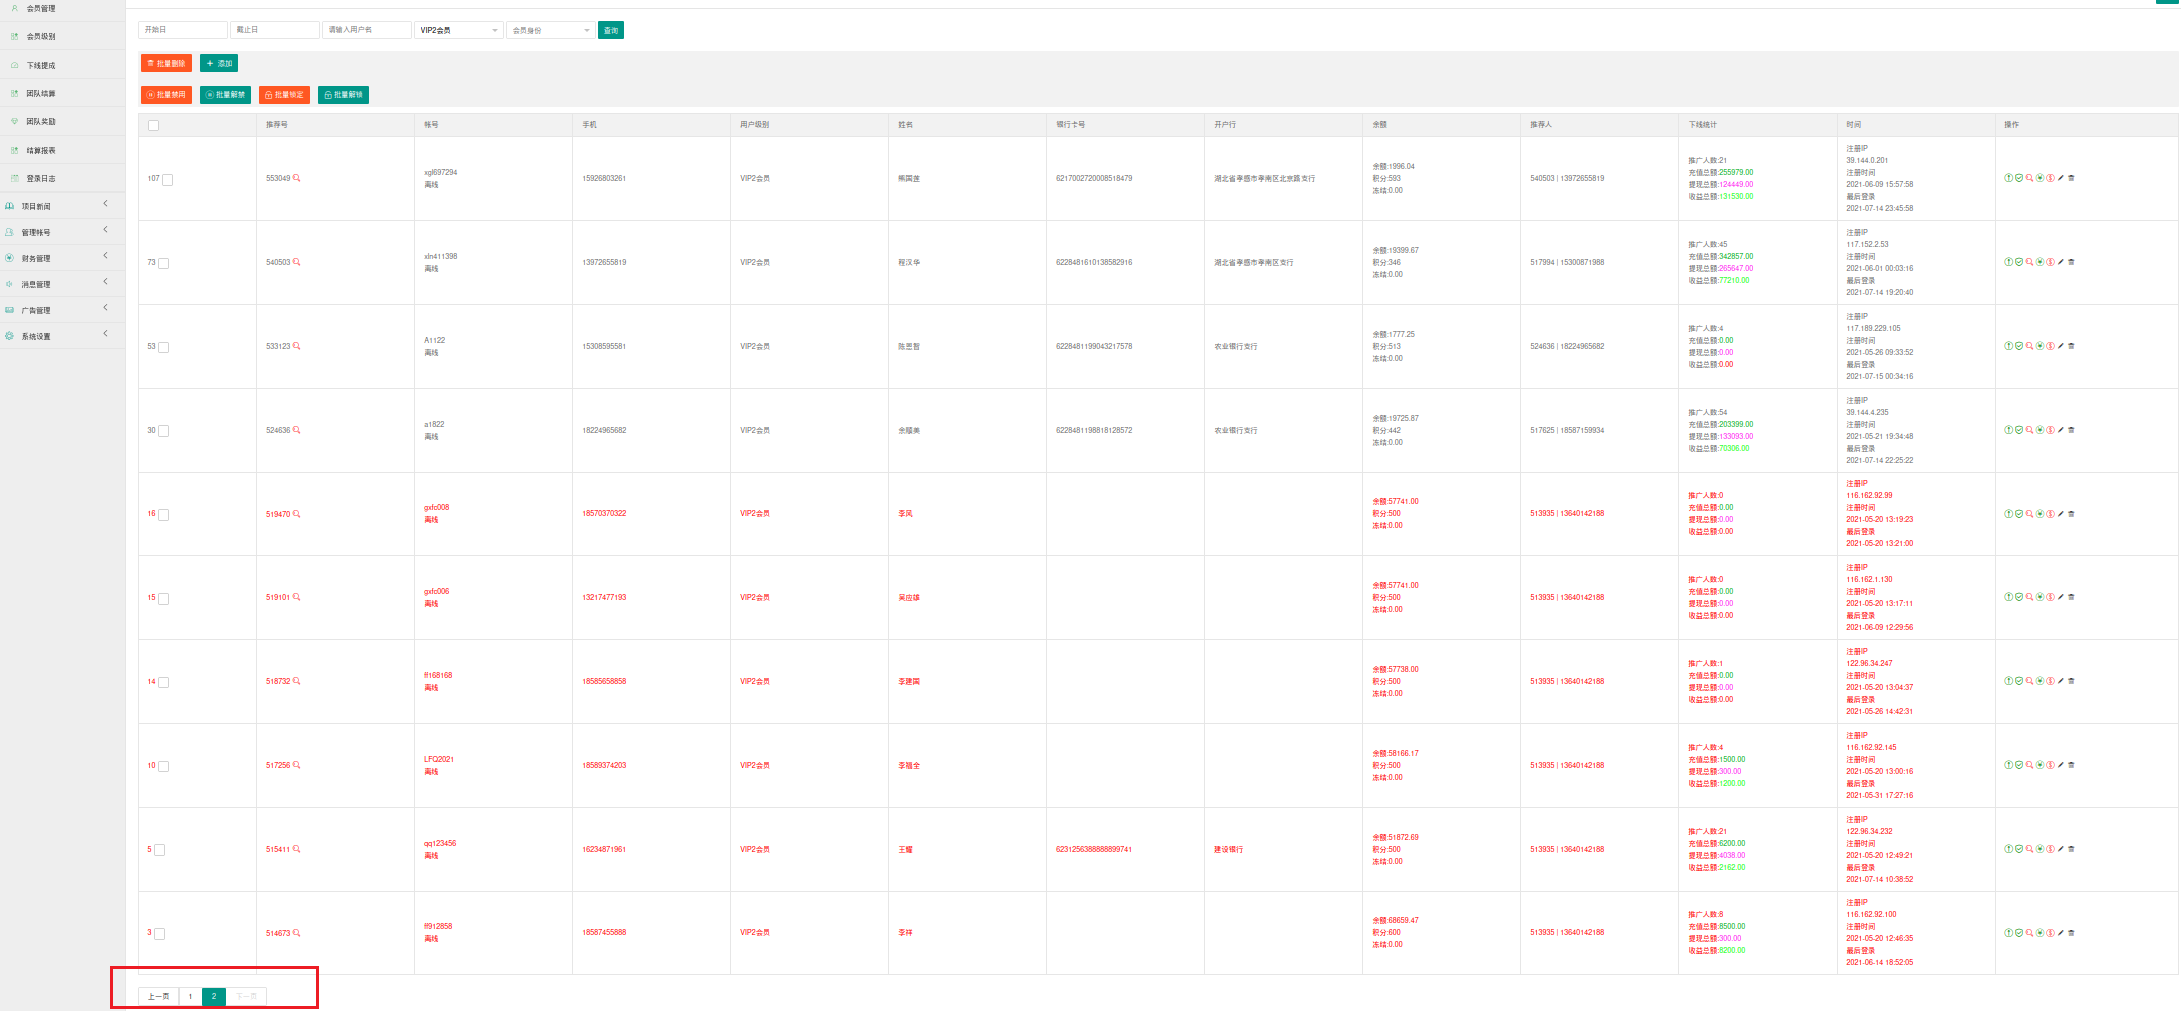 会员管理
会员级别
下线提成
团队结算
团队奖励
结算报表
登录日志
项目新闻
管理帐号
财务管理
消息管理
广告管理
系统设置
开始日 截止日 请输入用户名 VIP2会员 会员身份 查询
批量删除 添加
批量禁用 批量解禁 批量锁定 批量解锁
推荐号 帐号 手机 用户级别 姓名 银行卡号 开户行 余额 推荐人 下线统计 时间 操作
107 553049 xgl697294 离线 15926803261 VIP2会员 熊国莲 6217002720008518479 湖北省孝感市孝南区北京路支行 余额:1996.04 积分:593 冻结:0.00 540503 | 13972655819 推广人数:21 充值总额:255979.00 提现总额:124449.00 收益总额:131530.00 注册IP 39.144.0.201 注册时间 2021-06-09 15:57:58 最后登录 2021-07-14 23:45:58
73 540503 xln411398 离线 13972655819 VIP2会员 程汉华 6228481610138582916 湖北省孝感市孝南区支行 余额:19399.67 积分:346 冻结:0.00 517994 | 15300871988 推广人数:45 充值总额:342857.00 提现总额:265647.00 收益总额:77210.00 注册IP 117.152.2.53 注册时间 2021-06-01 00:03:16 最后登录 2021-07-14 19:20:40
53 533123 A1122 离线 15308595581 VIP2会员 陈思智 6228481199043217578 农业银行支行 余额:1777.25 积分:513 冻结:0.00 524636 | 18224965682 推广人数:4 充值总额:0.00 提现总额:0.00 收益总额:0.00 注册IP 117.189.229.105 注册时间 2021-05-26 09:33:52 最后登录 2021-07-15 00:34:16
30 524636 a1822 离线 18224965682 VIP2会员 余顺美 6228481198818128572 农业银行支行 余额:19725.87 积分:442 冻结:0.00 517625 | 18587159934 推广人数:54 充值总额:203399.00 提现总额:133093.00 收益总额:70306.00 注册IP 39.144.4.235 注册时间 2021-05-21 19:34:48 最后登录 2021-07-14 22:25:22
16 519470 gxfc008 离线 18570370322 VIP2会员 李风 余额:57741.00 积分:500 冻结:0.00 513935 | 13640142188 推广人数:0 充值总额:0.00 提现总额:0.00 收益总额:0.00 注册IP 116.162.92.99 注册时间 2021-05-20 13:19:23 最后登录 2021-05-20 13:21:00
15 519101 gxfc006 离线 13217477193 VIP2会员 吴应雄 余额:57741.00 积分:500 冻结:0.00 513935 | 13640142188 推广人数:0 充值总额:0.00 提现总额:0.00 收益总额:0.00 注册IP 116.162.1.130 注册时间 2021-05-20 13:17:11 最后登录 2021-06-09 12:29:56
14 518732 ff168168 离线 18585658858 VIP2会员 李建国 余额:57738.00 积分:500 冻结:0.00 513935 | 13640142188 推广人数:1 充值总额:0.00 提现总额:0.00 收益总额:0.00 注册IP 122.96.34.247 注册时间 2021-05-20 13:04:37 最后登录 2021-05-26 14:42:31
10 517256 LFQ2021 离线 18589374203 VIP2会员 李福全 余额:58166.17 积分:500 冻结:0.00 513935 | 13640142188 推广人数:4 充值总额:1500.00 提现总额:300.00 收益总额:1200.00 注册IP 116.162.92.145 注册时间 2021-05-20 13:00:16 最后登录 2021-05-31 17:27:16
5 515411 qq123456 离线 16234871961 VIP2会员 王耀 6231256388888899741 建设银行 余额:51872.69 积分:500 冻结:0.00 513935 | 13640142188 推广人数:21 充值总额:6200.00 提现总额:4038.00 收益总额:2162.00 注册IP 122.96.34.232 注册时间 2021-05-20 12:49:21 最后登录 2021-07-14 10:38:52
3 514673 ff912858 离线 18587455888 VIP2会员 李祥 余额:68659.47 积分:600 冻结:0.00 513935 | 13640142188 推广人数:8 充值总额:8500.00 提现总额:300.00 收益总额:8200.00 注册IP 116.162.92.100 注册时间 2021-05-20 12:46:35 最后登录 2021-06-14 18:52:05
上一页 1 2 下一页